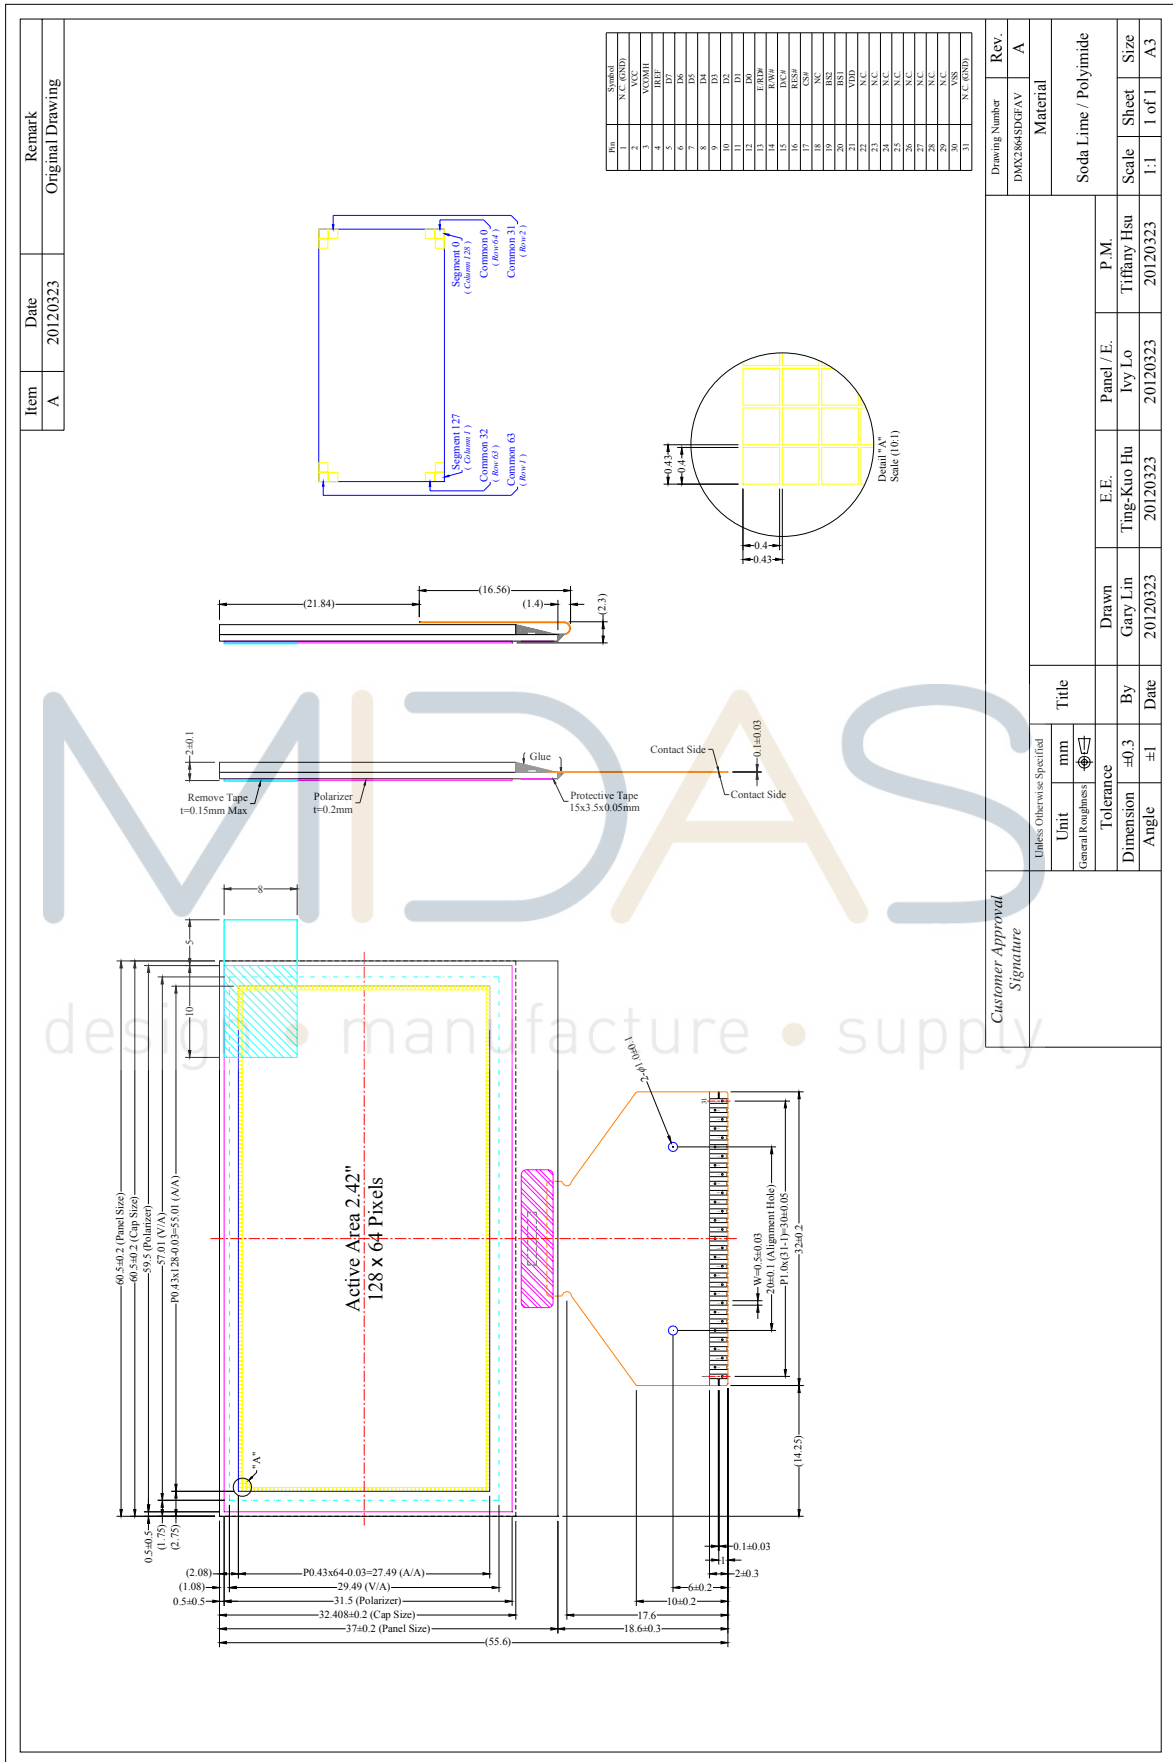 Item Date Remark
A 20120323 Original Drawing
Pin Symbol
1 N.C. (GND)
2 VCC
3 VCOMH
4 IREF
5 D7
6 D6
7 D5
8 D4
9 D3
10 D2
11 D1
12 D0
13 E/RD#
14 R/W#
15 D/C#
16 RES#
17 CS#
18 NC
19 BS2
20 BS1
21 VDD
22 N.C.
23 N.C.
24 N.C.
25 N.C.
26 N.C.
27 N.C.
28 N.C.
29 N.C.
30 VSS
31 N.C. (GND)
Segment 127
( Column 1 )
Common 32
( Row 63 )
Common 63
( Row 1 )
Segment 0
( Column 128 )
Common 0
( Row 64 )
Common 31
( Row 2 )
0.43
0.4
0.4
0.43
Detail "A"
Scale (10:1)
(21.84)
(16.56)
(1.4)
(2.3)
2±0.1
Remove Tape
t=0.15mm Max
Polarizer
t=0.2mm
Glue
Protective Tape
15x3.5x0.05mm
Contact Side
Contact Side
0.1±0.03
MIDAS
design • manufacture • supply
8
5
10
60.5±0.2 (Panel Size)
60.5±0.2 (Cap Size)
59.5 (Polarizer)
57.01 (V/A)
P0.43x128-0.03=55.01 (A/A)
0.5±0.5
(1.75)
(2.75)
Active Area 2.42"
128 x 64 Pixels
"A"
2-φ1.0±0.1
31
W=0.5±0.03
20±0.1 (Alignment Hole)
P1.0x(31-1)=30±0.05
32±0.2
(14.25)
0.1±0.03
1
2±0.3
6±0.2
10±0.2
17.6
18.6±0.3
(55.6)
(2.08)
P0.43x64-0.03=27.49 (A/A)
(1.08)
29.49 (V/A)
0.5±0.5
31.5 (Polarizer)
32.408±0.2 (Cap Size)
37±0.2 (Panel Size)
Customer Approval
Signature
Drawing Number Rev.
DMX2864SDGFAV A
Unless Otherwise Specified
Unit mm
General Roughness
Tolerance
Dimension ±0.3
Angle ±1
Title
Material
Soda Lime / Polyimide
By Drawn E.E. Panel / E. P.M.
Gary Lin Ting-Kuo Hu Ivy Lo Tiffany Hsu
Date 20120323 20120323 20120323 20120323
Scale Sheet Size
1:1 1 of 1 A3